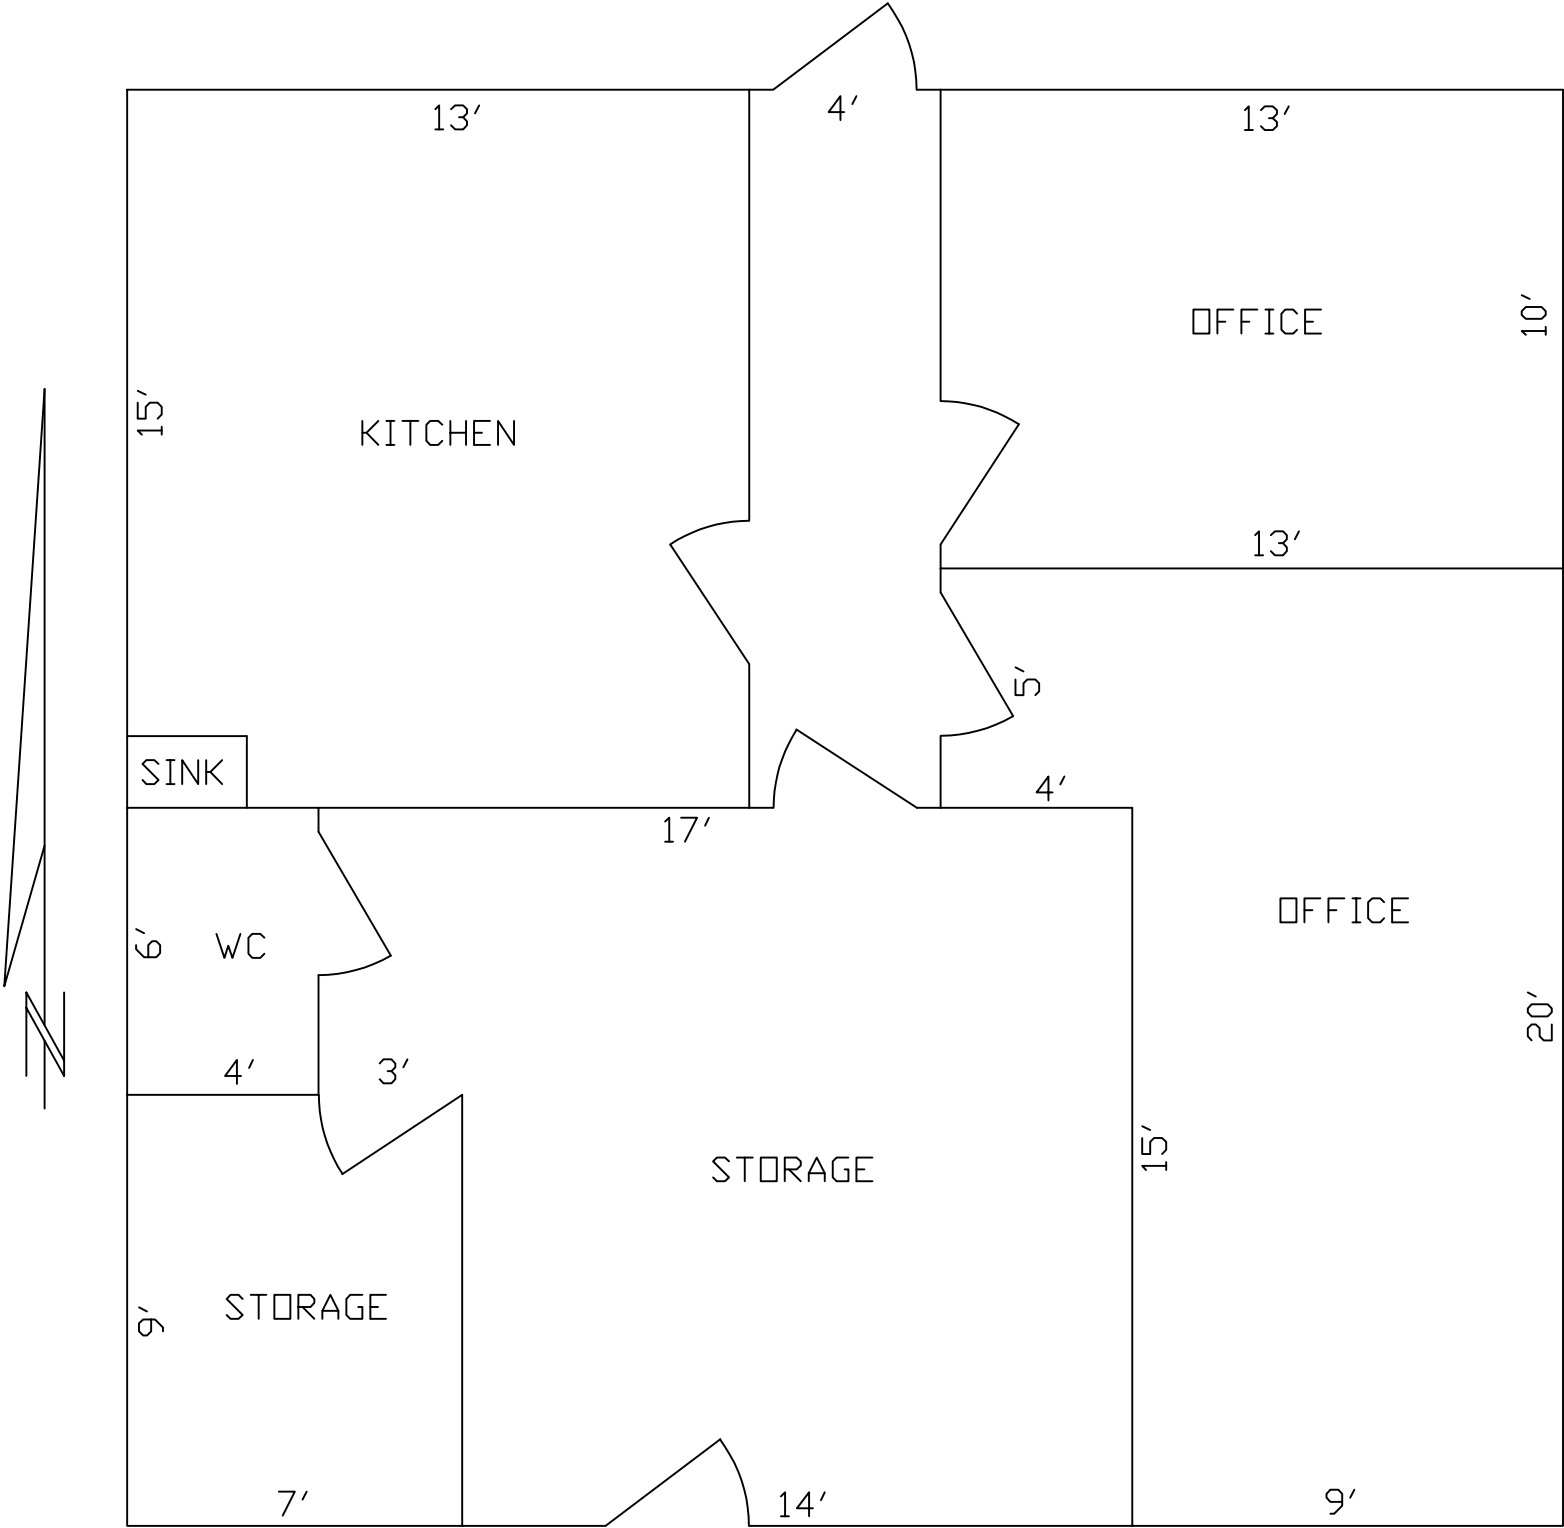 13′
4′
13′
OFFICE
10′
15′
KITCHEN
13′
5′
SINK
4′
17′
6′
WC
OFFICE
20′
N
4′
3′
15′
STORAGE
9′
STORAGE
7′
14′
9′